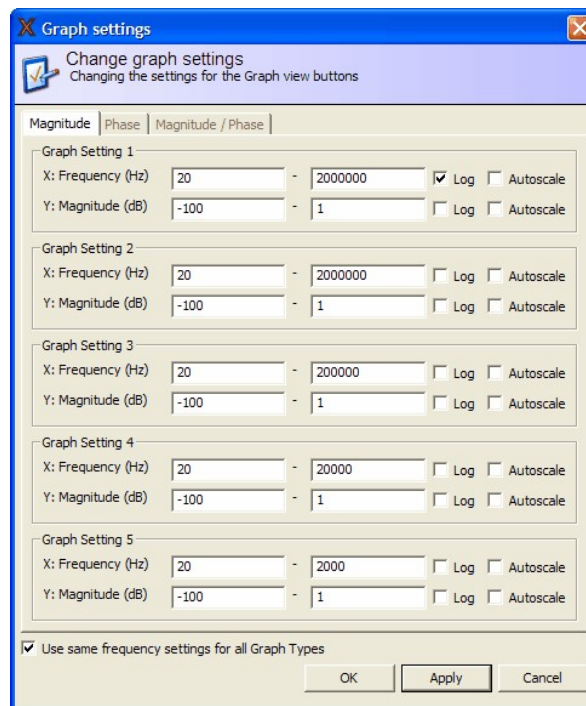 Graph settings
Change graph settings
Changing the settings for the Graph view buttons
Magnitude Phase Magnitude / Phase
Graph Setting 1
X: Frequency (Hz) 20 - 2000000 Log Autoscale
Y: Magnitude (dB) -100 - 1 Log Autoscale
Graph Setting 2
X: Frequency (Hz) 20 - 2000000 Log Autoscale
Y: Magnitude (dB) -100 - 1 Log Autoscale
Graph Setting 3
X: Frequency (Hz) 20 - 200000 Log Autoscale
Y: Magnitude (dB) -100 - 1 Log Autoscale
Graph Setting 4
X: Frequency (Hz) 20 - 20000 Log Autoscale
Y: Magnitude (dB) -100 - 1 Log Autoscale
Graph Setting 5
X: Frequency (Hz) 20 - 2000 Log Autoscale
Y: Magnitude (dB) -100 - 1 Log Autoscale
Use same frequency settings for all Graph Types
OK Apply Cancel